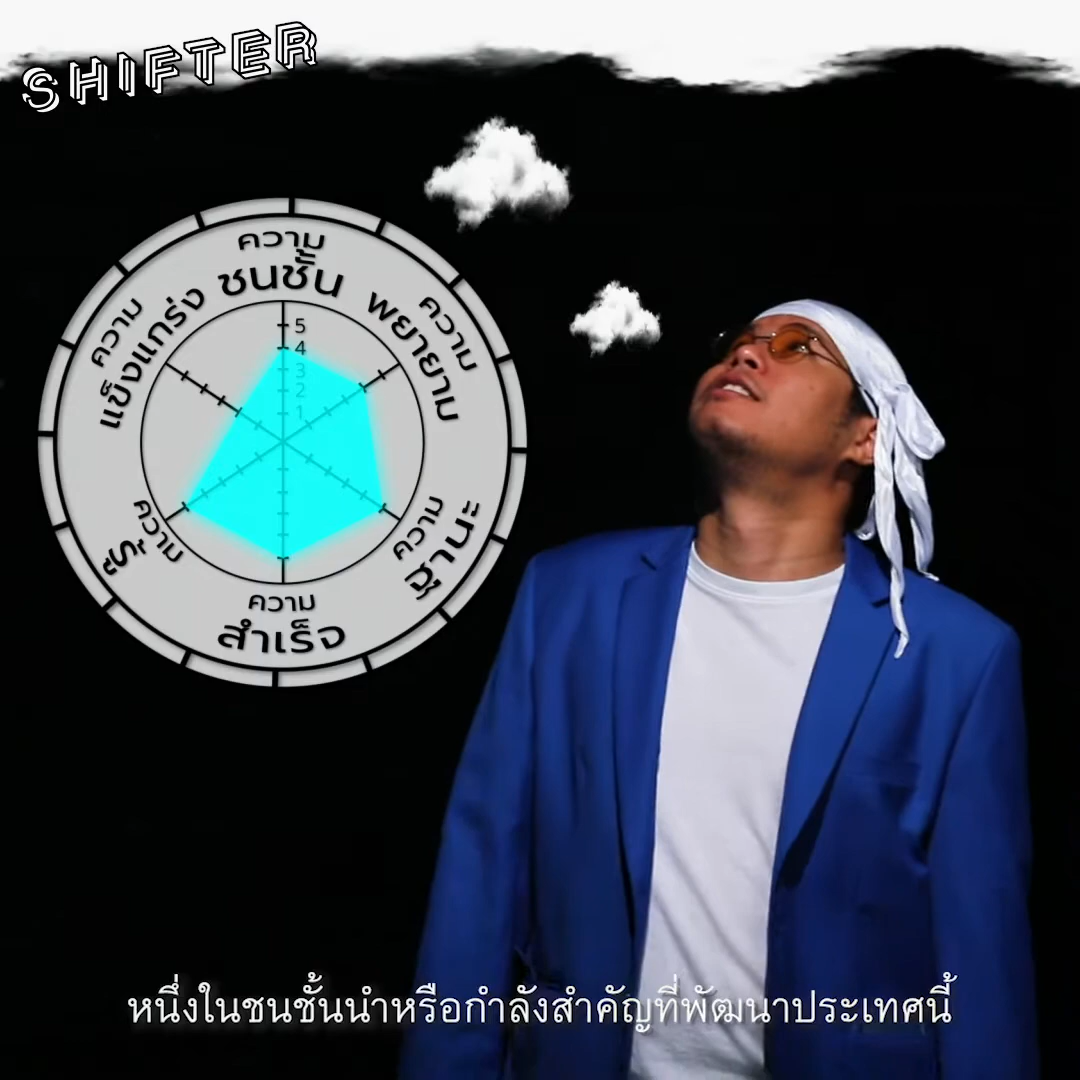 SHIFTER
ความ
ชนชั้น
ความ
พยายาม
ความ
ฐานะ
ความ
สำเร็จ
ความ
รู้
ความ
แข็งแกร่ง
5
4
3
2
1
หนึ่งในชนชั้นนำหรือกำลังสำคัญที่พัฒนาประเทศนี้